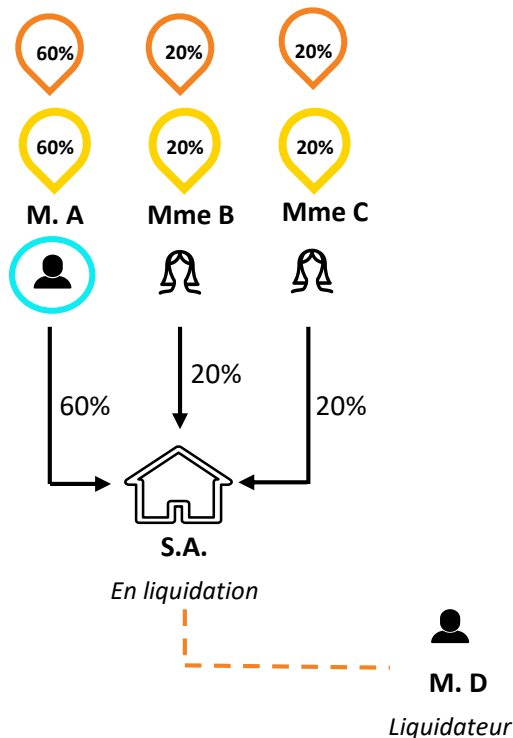 60% 20% 20%
60% 20% 20%
M. A Mme B Mme C
20%
60% 20%
S.A.
En liquidation
M. D
Liquidateur